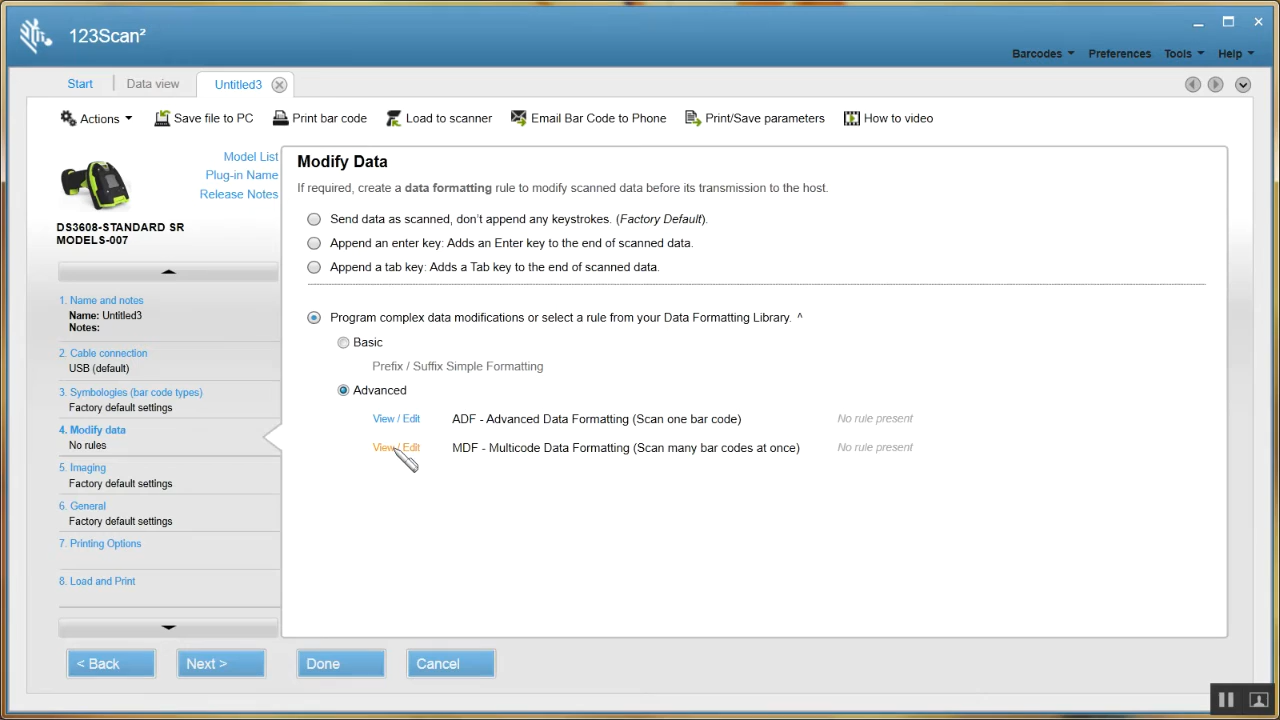 123Scan²
Barcodes Preferences Tools Help
Start Data view Untitled3
Actions Save file to PC Print bar code Load to scanner Email Bar Code to Phone Print/Save parameters How to video
Model List
Plug-in Name
Release Notes
DS3608-STANDARD SR
MODELS-007
1. Name and notes
Name: Untitled3
Notes:
2. Cable connection
USB (default)
3. Symbologies (bar code types)
Factory default settings
4. Modify data
No rules
5. Imaging
Factory default settings
6. General
Factory default settings
7. Printing Options
8. Load and Print
Modify Data
If required, create a data formatting rule to modify scanned data before its transmission to the host.
Send data as scanned, don't append any keystrokes. (Factory Default).
Append an enter key: Adds an Enter key to the end of scanned data.
Append a tab key: Adds a Tab key to the end of scanned data.
Program complex data modifications or select a rule from your Data Formatting Library. ^
Basic
Prefix / Suffix Simple Formatting
Advanced
View / Edit ADF - Advanced Data Formatting (Scan one bar code) No rule present
View / Edit MDF - Multicode Data Formatting (Scan many bar codes at once) No rule present
< Back Next > Done Cancel